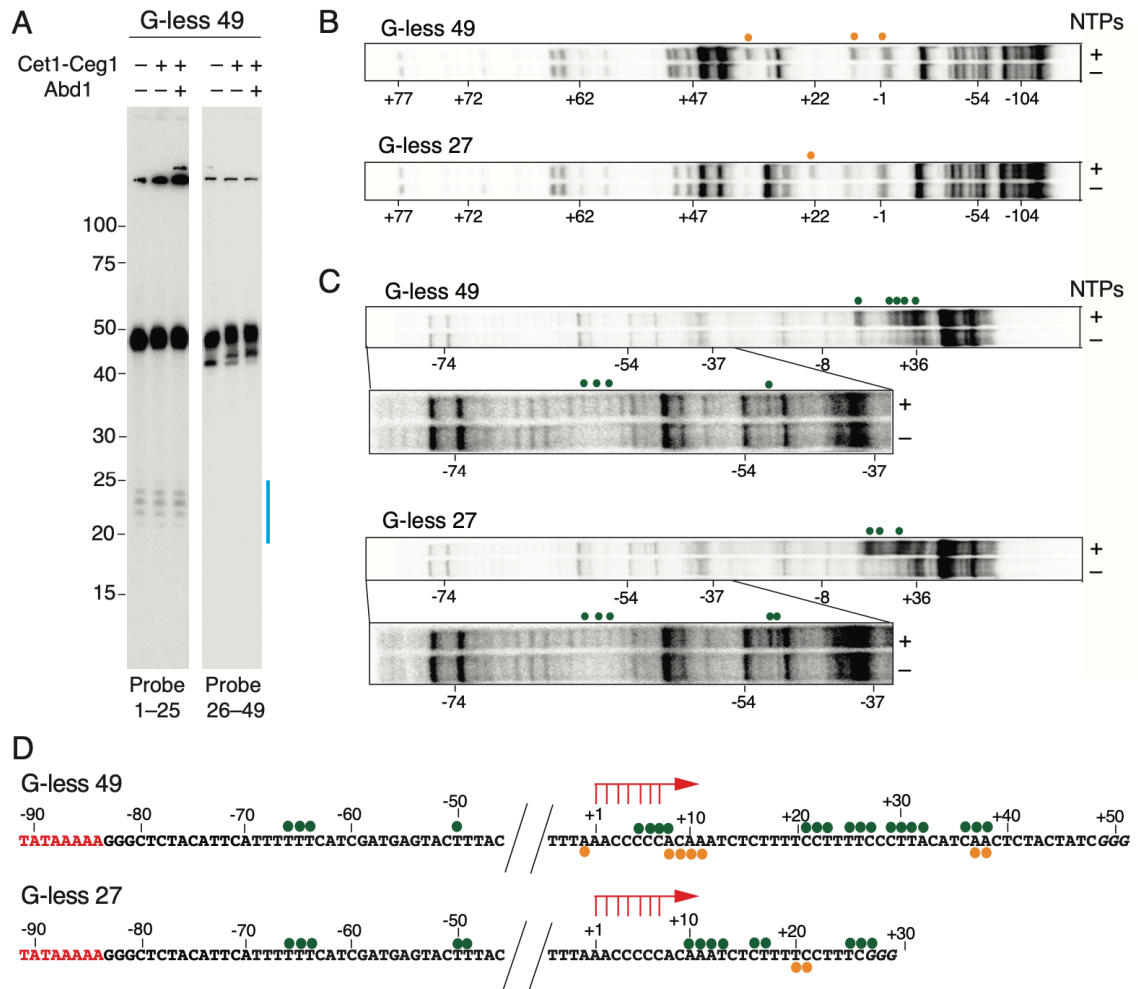 A
G-less 49
Cet1-Ceg1 – + + – + +
Abd1 – – + – – +
100
75
50
40
30
25
20
15
Probe 1–25
Probe 26–49
B
NTPs
G-less 49
+
–
+77 +72 +62 +47 +22 -1 -54 -104
G-less 27
+
–
+77 +72 +62 +47 +22 -1 -54 -104
C
NTPs
G-less 49
+
–
-74 -54 -37 -8 +36
+
–
-74 -54 -37
G-less 27
+
–
-74 -54 -37 -8 +36
+
–
-74 -54 -37
D
G-less 49
-90 -80 -70 -60 -50 +1 +10 +20 +30 +40 +50
TATAAAAAGGGCTCTACATTCATTTTTTCATCGATGAGTACTTTAC // TTTAAACCCCCACAAATCTCTTTTCCTTTTCCCTTACATCAACTCTACTATCGGG
G-less 27
-90 -80 -70 -60 -50 +1 +10 +20 +30
TATAAAAAGGGCTCTACATTCATTTTTTCATCGATGAGTACTTTAC // TTTAAACCCCCACAAATCTCTTTTCCTTTCGGG